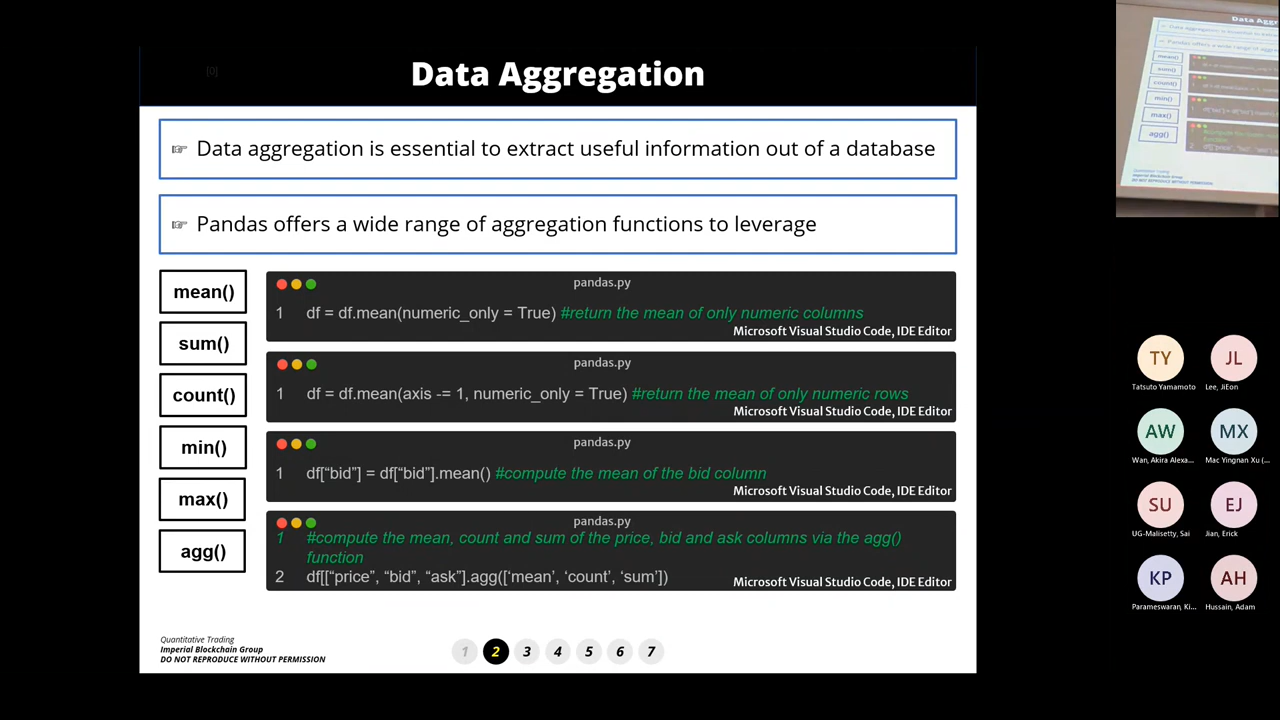 Data Aggregation
☞ Data aggregation is essential to extract useful information out of a database
☞ Pandas offers a wide range of aggregation functions to leverage
mean()
sum()
count()
min()
max()
agg()
pandas.py
1 df = df.mean(numeric_only = True) #return the mean of only numeric columns
Microsoft Visual Studio Code, IDE Editor
pandas.py
1 df = df.mean(axis -= 1, numeric_only = True) #return the mean of only numeric rows
Microsoft Visual Studio Code, IDE Editor
pandas.py
1 df[“bid”] = df[“bid”].mean() #compute the mean of the bid column
Microsoft Visual Studio Code, IDE Editor
pandas.py
1 #compute the mean, count and sum of the price, bid and ask columns via the agg()
function
2 df[[“price”, “bid”, “ask”].agg([‘mean’, ‘count’, ‘sum’])
Microsoft Visual Studio Code, IDE Editor
Quantitative Trading
Imperial Blockchain Group
DO NOT REPRODUCE WITHOUT PERMISSION
1 2 3 4 5 6 7
Data Ag
mean()
sum()
count()
min()
max()
agg()
TY JL
Tatsuto Yamamoto Lee, JiEon
AW MX
Wan, Akira Alexa... Mac Yingnan Xu (...
SU EJ
UG-Malisetty, Sai Jian, Erick
KP AH
Parameswaran, Ki... Hussain, Adam